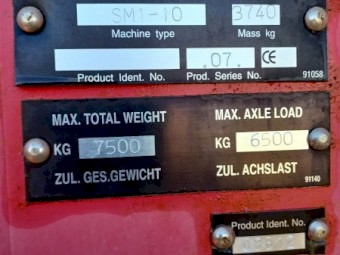 SM1-10 3740
Machine type Mass kg
.07. CE
Product Ident. No. Prod. Series No. 91058
MAX. TOTAL WEIGHT MAX. AXLE LOAD
KG 7500 KG 6500
ZUL. GES.GEWICHT ZUL. ACHSLAST
91140
Product Ident. No.